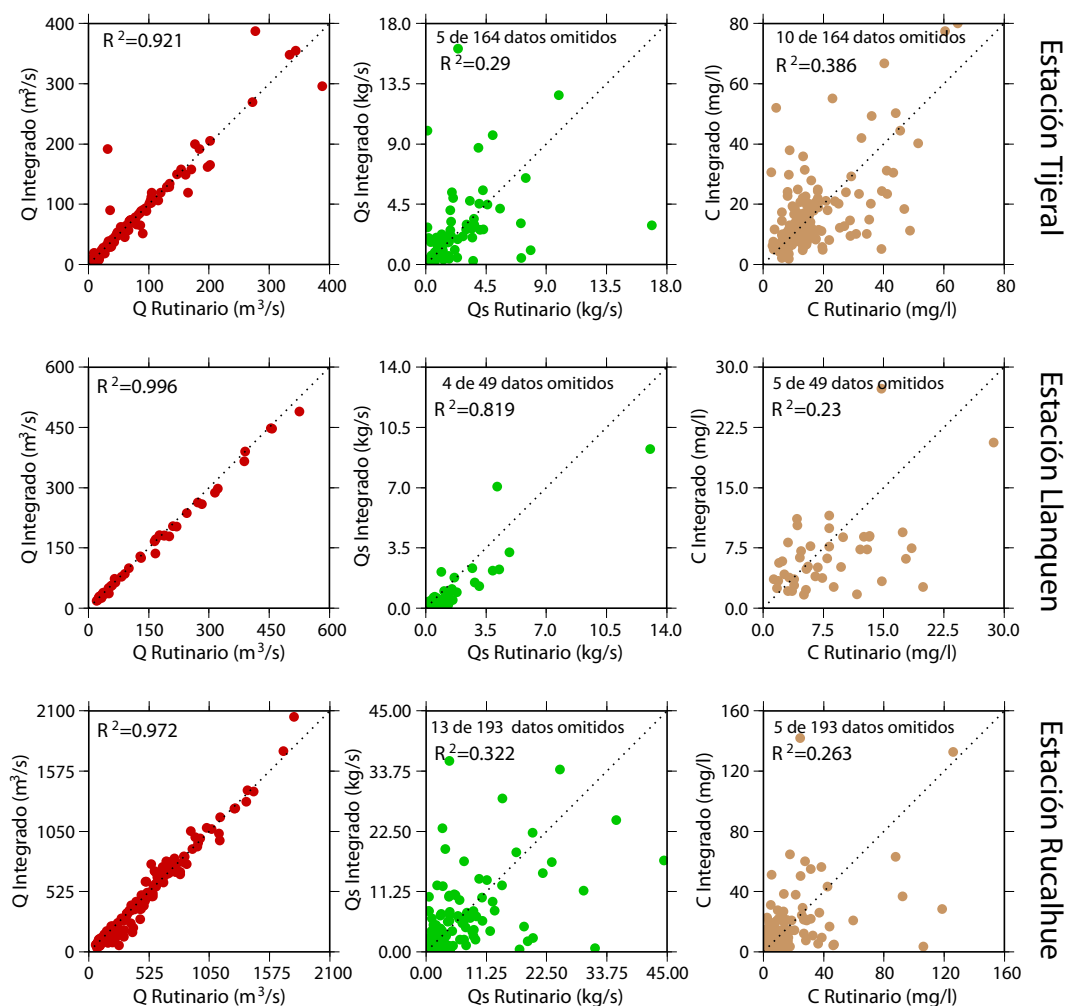 400
300
200
100
0
Q Integrado (m³/s)
R²=0.921
0
100
200
300
400
Q Rutinario (m³/s)
18.0
13.5
9.0
4.5
0.0
Qs Integrado (kg/s)
5 de 164 datos omitidos
R²=0.29
0.0
4.5
9.0
13.5
18.0
Qs Rutinario (kg/s)
80
60
40
20
0
C Integrado (mg/l)
10 de 164 datos omitidos
R²=0.386
0
20
40
60
80
C Rutinario (mg/l)
Estación Tijeral
600
450
300
150
0
Q Integrado (m³/s)
R²=0.996
0
150
300
450
600
Q Rutinario (m³/s)
14.0
10.5
7.0
3.5
0.0
Qs Integrado (kg/s)
4 de 49 datos omitidos
R²=0.819
0.0
3.5
7.0
10.5
14.0
Qs Rutinario (kg/s)
30.0
22.5
15.0
7.5
0.0
C Integrado (mg/l)
5 de 49 datos omitidos
R²=0.23
0.0
7.5
15.0
22.5
30.0
C Rutinario (mg/l)
Estación Llanquen
2100
1575
1050
525
0
Q Integrado (m³/s)
R²=0.972
0
525
1050
1575
2100
Q Rutinario (m³/s)
45.00
33.75
22.50
11.25
0.00
Qs Integrado (kg/s)
13 de 193 datos omitidos
R²=0.322
0.00
11.25
22.50
33.75
45.00
Qs Rutinario (kg/s)
160
120
80
40
0
C Integrado (mg/l)
5 de 193 datos omitidos
R²=0.263
0
40
80
120
160
C Rutinario (mg/l)
Estación Rucalhue